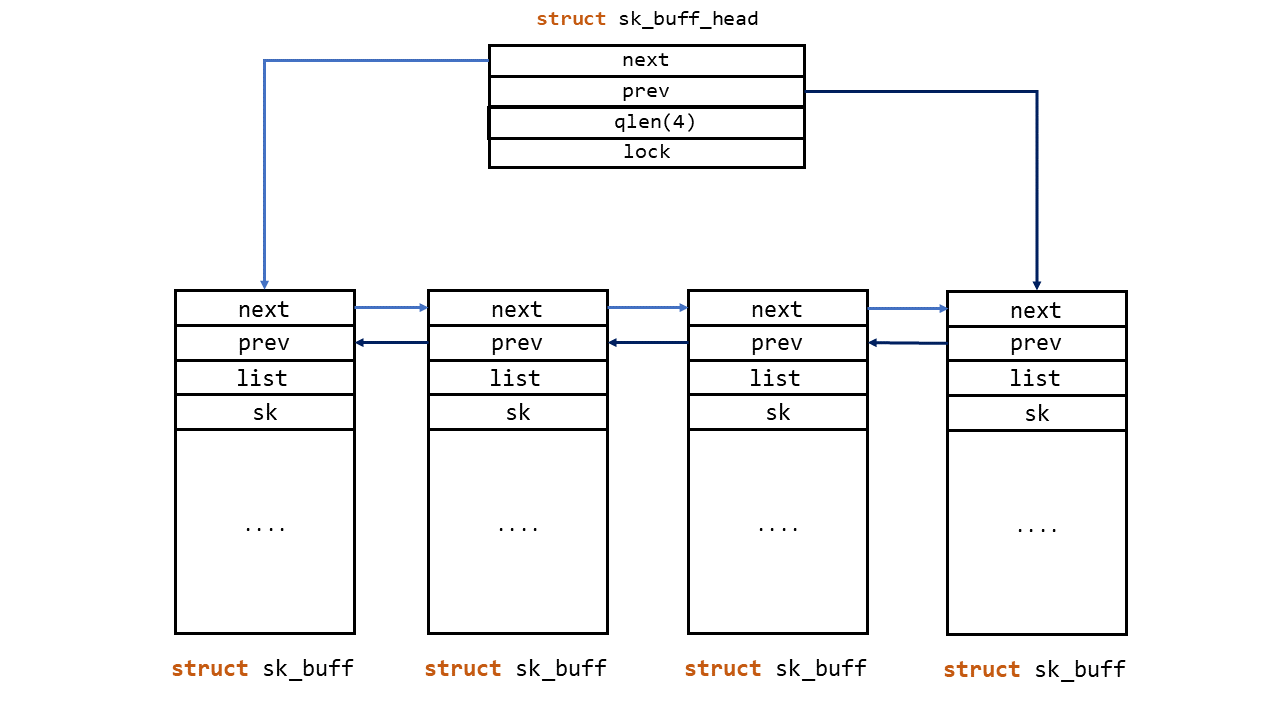 struct sk_buff_head
next
prev
qlen(4)
lock
next
prev
list
sk
....
struct sk_buff
next
prev
list
sk
....
struct sk_buff
next
prev
list
sk
....
struct sk_buff
next
prev
list
sk
....
struct sk_buff